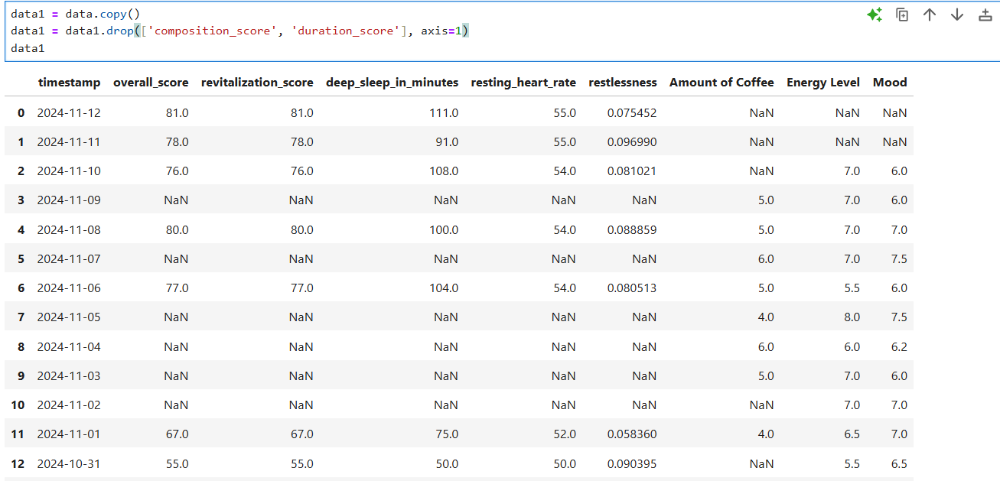 data1 = data.copy()
data1 = data1.drop(['composition_score', 'duration_score'], axis=1)
data1
timestamp overall_score revitalization_score deep_sleep_in_minutes resting_heart_rate restlessness Amount of Coffee Energy Level Mood
0 2024-11-12 81.0 81.0 111.0 55.0 0.075452 NaN NaN NaN
1 2024-11-11 78.0 78.0 91.0 55.0 0.096990 NaN NaN NaN
2 2024-11-10 76.0 76.0 108.0 54.0 0.081021 NaN 7.0 6.0
3 2024-11-09 NaN NaN NaN NaN NaN 5.0 7.0 6.0
4 2024-11-08 80.0 80.0 100.0 54.0 0.088859 5.0 7.0 7.0
5 2024-11-07 NaN NaN NaN NaN NaN 6.0 7.0 7.5
6 2024-11-06 77.0 77.0 104.0 54.0 0.080513 5.0 5.5 6.0
7 2024-11-05 NaN NaN NaN NaN NaN 4.0 8.0 7.5
8 2024-11-04 NaN NaN NaN NaN NaN 6.0 6.0 6.2
9 2024-11-03 NaN NaN NaN NaN NaN 5.0 7.0 6.0
10 2024-11-02 NaN NaN NaN NaN NaN NaN 7.0 7.0
11 2024-11-01 67.0 67.0 75.0 52.0 0.058360 4.0 6.5 7.0
12 2024-10-31 55.0 55.0 50.0 50.0 0.090395 NaN 5.5 6.5